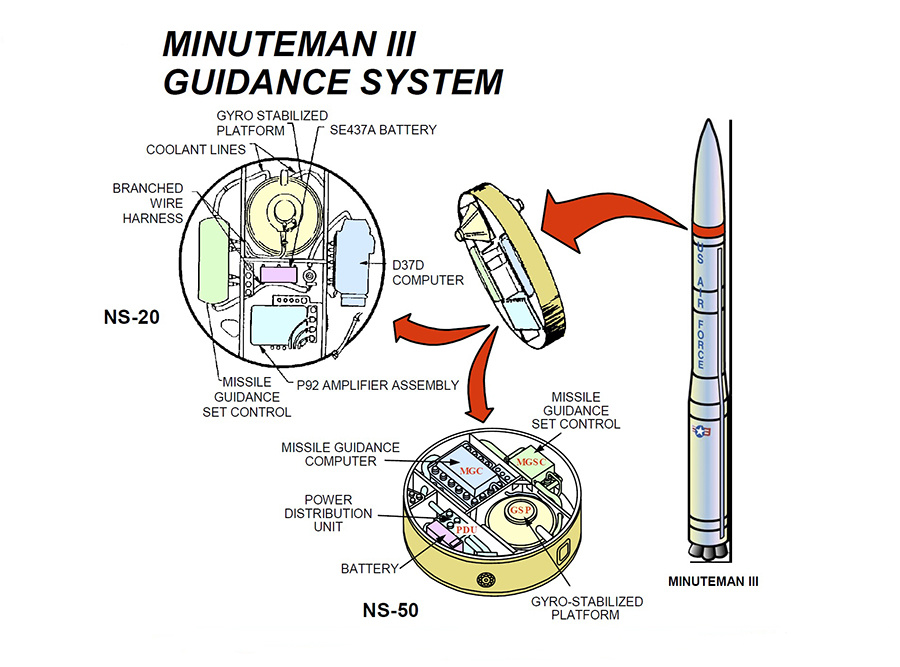 MINUTEMAN III
GUIDANCE SYSTEM
GYRO STABILIZED
PLATFORM
SE437A BATTERY
COOLANT LINES
BRANCHED
WIRE
HARNESS
D37D
COMPUTER
NS-20
P92 AMPLIFIER ASSEMBLY
MISSILE
GUIDANCE
SET CONTROL
US AIR FORCE
MISSILE
GUIDANCE
SET CONTROL
MISSILE GUIDANCE
COMPUTER
MGC
MGSC
POWER
DISTRIBUTION
UNIT
GSP
PDU
BATTERY
NS-50
GYRO-STABILIZED
PLATFORM
MINUTEMAN III